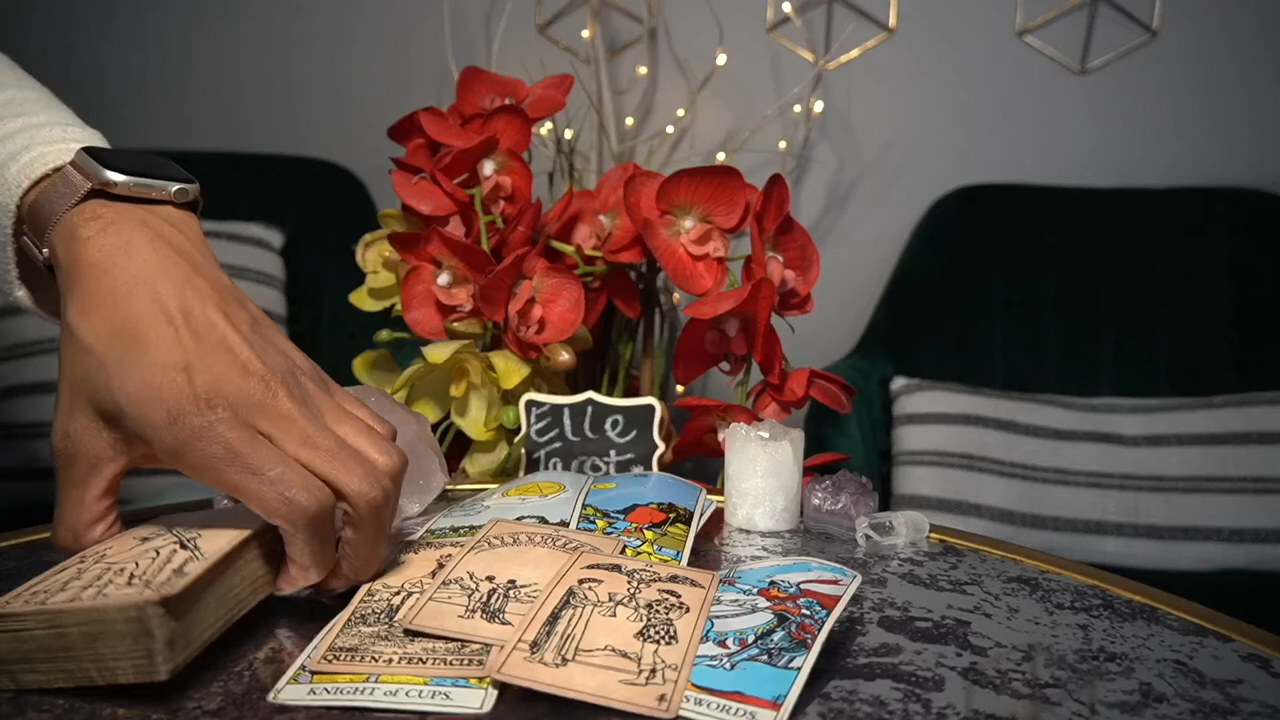 Elle
Tarot
QUEEN of PENTACLES
KNIGHT of CUPS.
SWORDS.